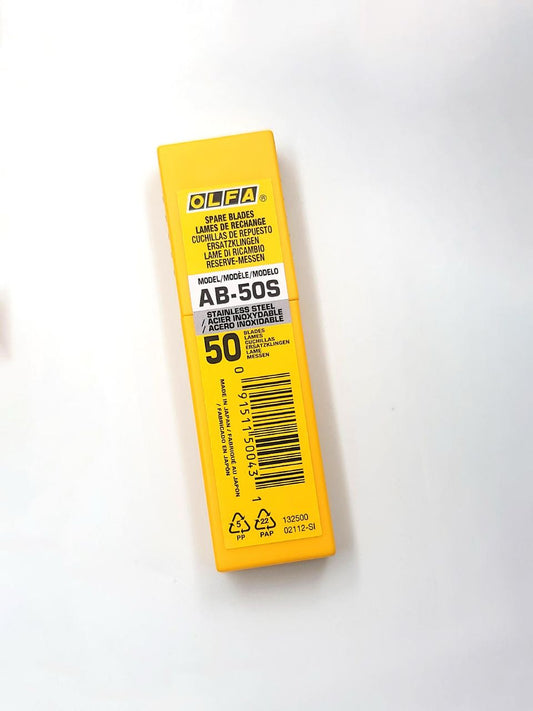 OLFA®
SPARE BLADES
LAMES DE RECHANGE
CUCHILLAS DE REPUESTO
ERSATZKLINGEN
LAME DI RICAMBIO
RESERVE-MESSEN
MODEL/MODÈLE/MODELO
AB-50S
STAINLESS STEEL
/ ACIER INOXYDABLE
/ ACERO INOXIDABLE
50
BLADES
LAMES
CUCHILLAS
ERSATZKLINGEN
LAME
MESSEN
0 91511 50043 1
MADE IN JAPAN / FABRIQUÉ AU JAPON
/ FABRICADO EN JAPÓN
5
PP
22
PAP
132500
02112-SI